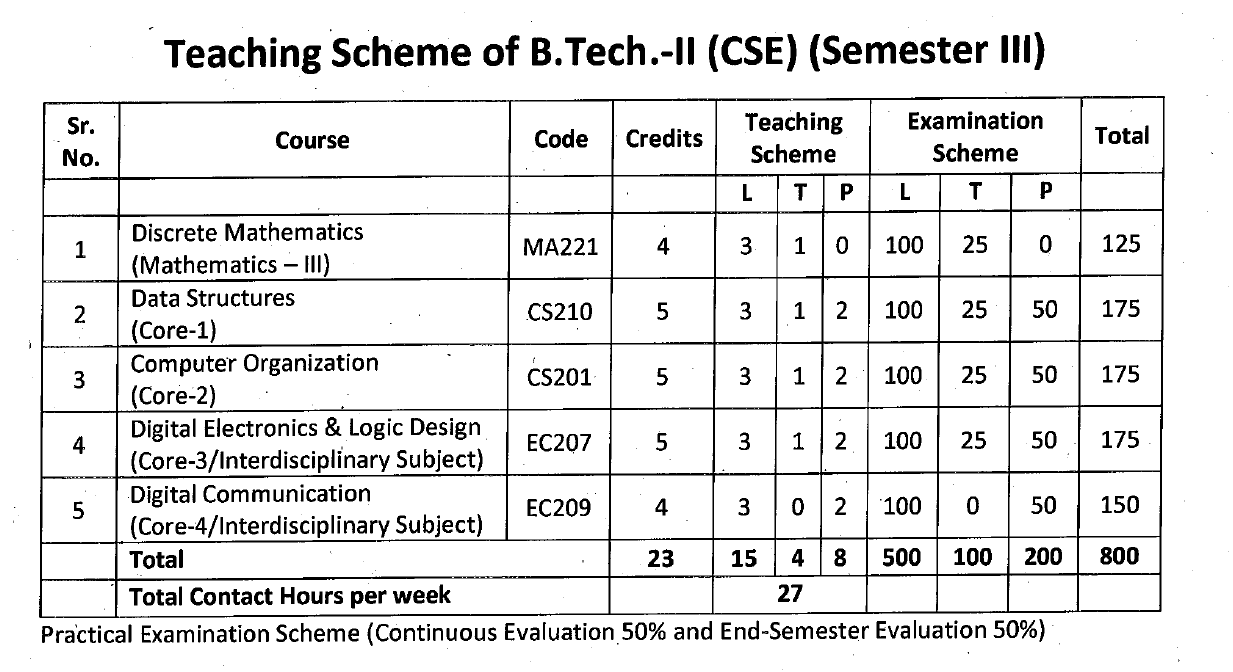 Teaching Scheme of B.Tech.-II (CSE) (Semester III)
Sr. No. Course Code Credits Teaching Scheme Examination Scheme Total
L T P L T P
1 Discrete Mathematics (Mathematics – III) MA221 4 3 1 0 100 25 0 125
2 Data Structures (Core-1) CS210 5 3 1 2 100 25 50 175
3 Computer Organization (Core-2) CS201 5 3 1 2 100 25 50 175
4 Digital Electronics & Logic Design (Core-3/Interdisciplinary Subject) EC207 5 3 1 2 100 25 50 175
5 Digital Communication (Core-4/Interdisciplinary Subject) EC209 4 3 0 2 100 0 50 150
Total 23 15 4 8 500 100 200 800
Total Contact Hours per week 27
Practical Examination Scheme (Continuous Evaluation 50% and End-Semester Evaluation 50%)